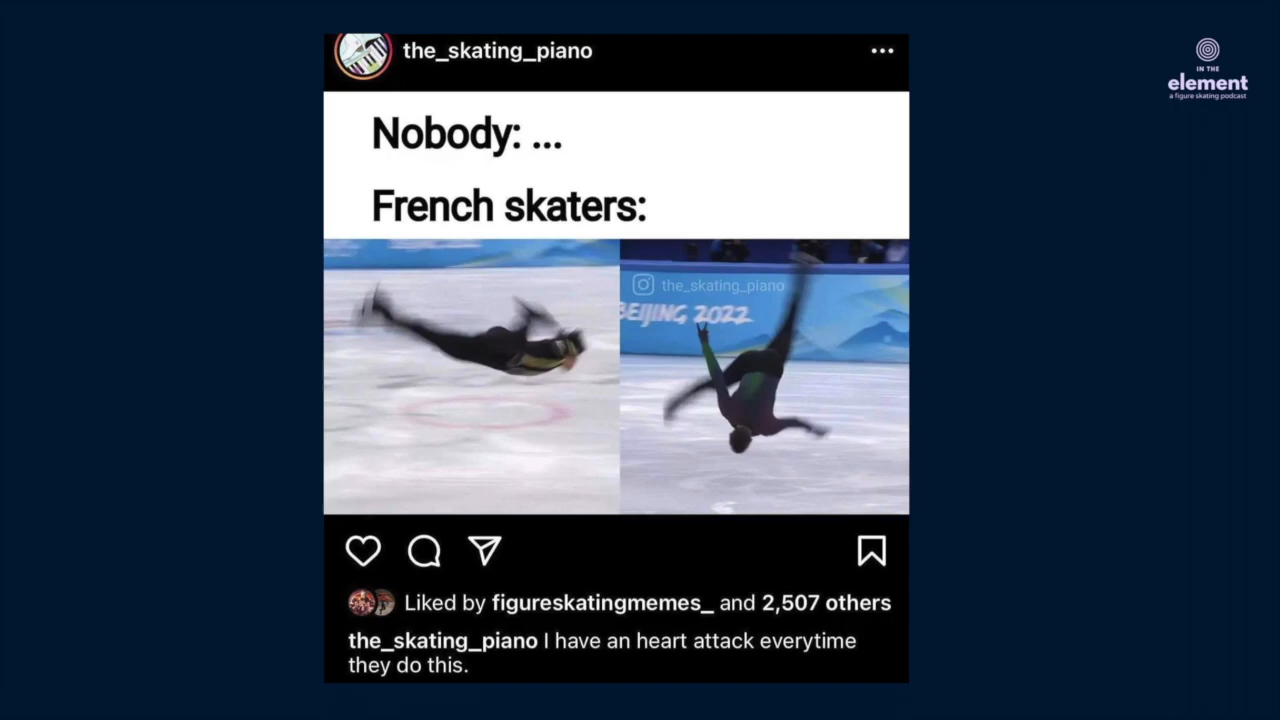 the_skating_piano
IN THE
element
a figure skating podcast
Nobody: ...
French skaters:
the_skating_piano
BEIJING 2022
Liked by figureskatingmemes_ and 2,507 others
the_skating_piano I have an heart attack everytime
they do this.